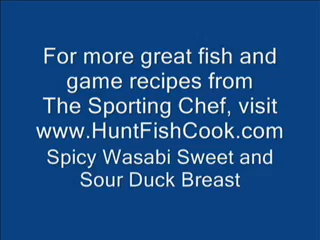 For more great fish and
game recipes from
The Sporting Chef, visit
www.HuntFishCook.com
Spicy Wasabi Sweet and
Sour Duck Breast